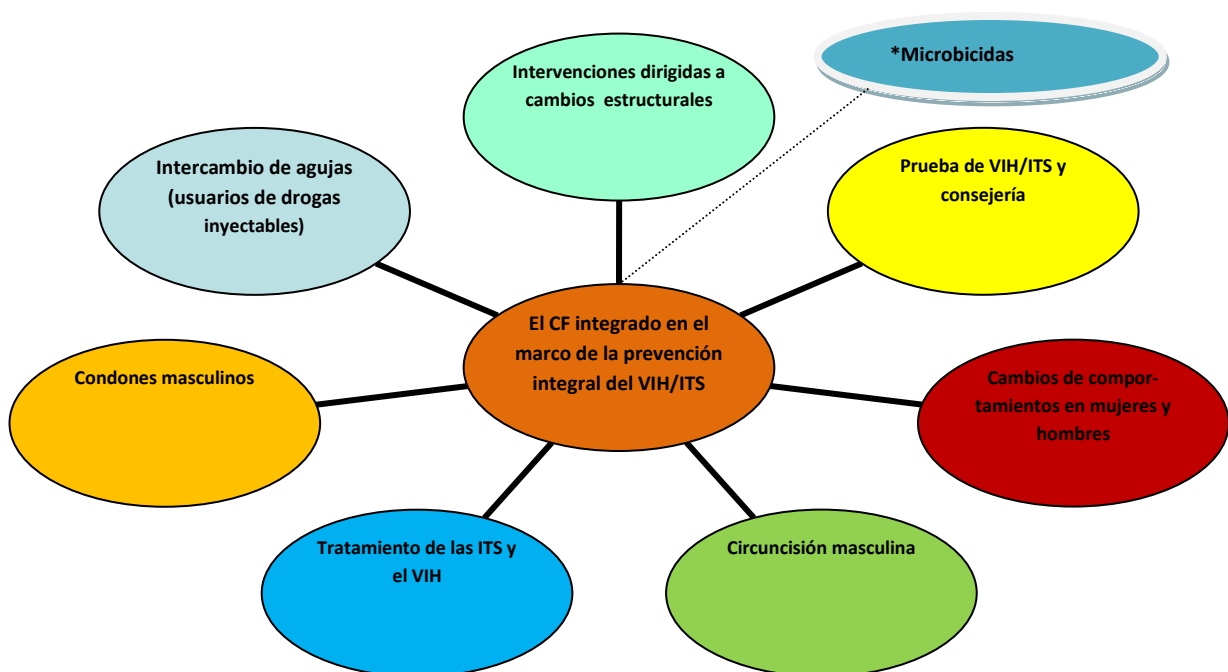 *Microbicidas
Intervenciones dirigidas a
cambios estructurales
Intercambio de agujas
(usuarios de drogas
inyectables)
Prueba de VIH/ITS y
consejería
El CF integrado en el
marco de la prevención
integral del VIH/ITS
Condones masculinos
Cambios de compor-
tamientos en mujeres y
hombres
Tratamiento de las ITS y
el VIH
Circuncisión masculina